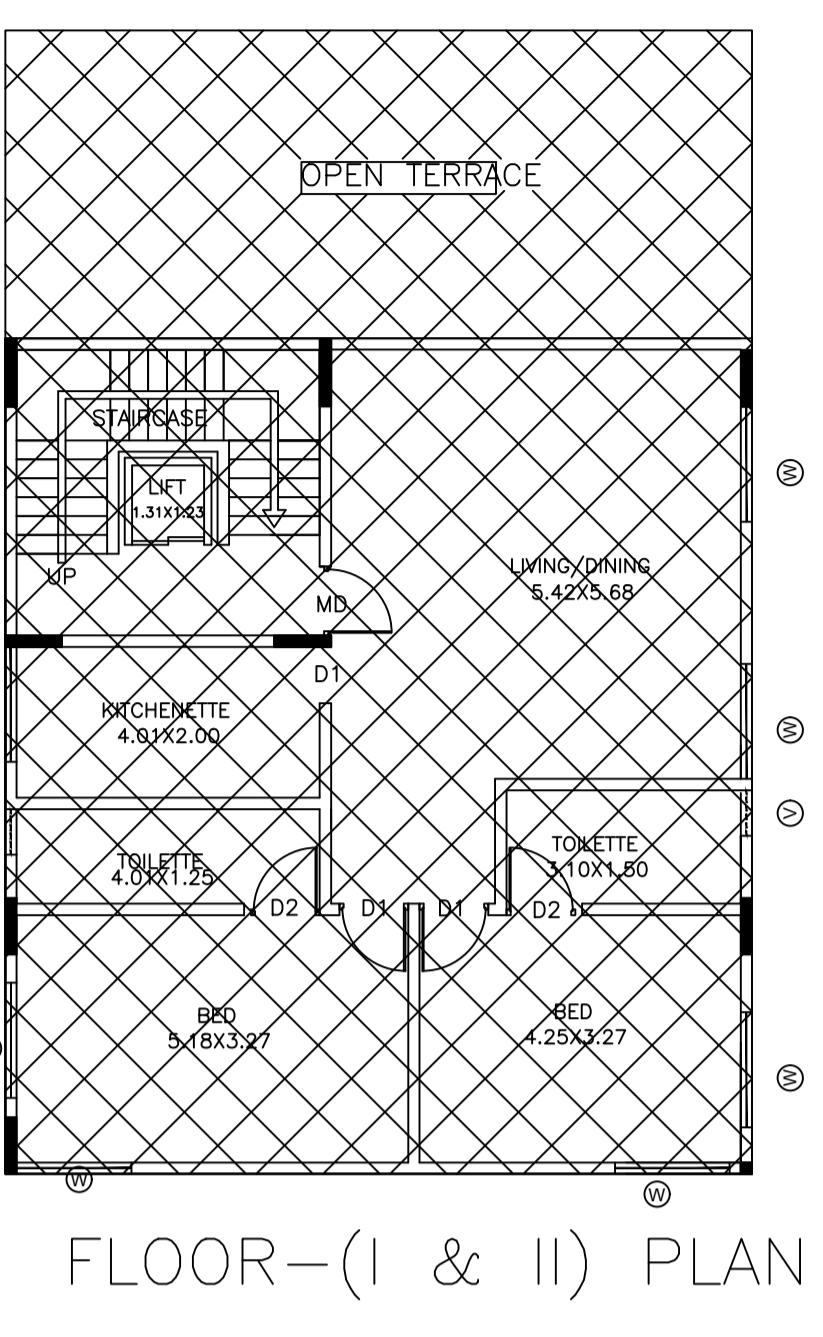 OPEN TERRACE
STAIRCASE
LIFT
1.31X1.23
W
UP
LIVING/DINING
5.42X5.68
MD
D1
KITCHENETTE
4.01X2.00
W
V
TOILETTE
4.01X1.25
TOILETTE
3.10X1.50
D2
D1
D1
D2
BED
5.18X3.27
BED
4.25X3.27
W
W
W
FLOOR-(I & II) PLAN